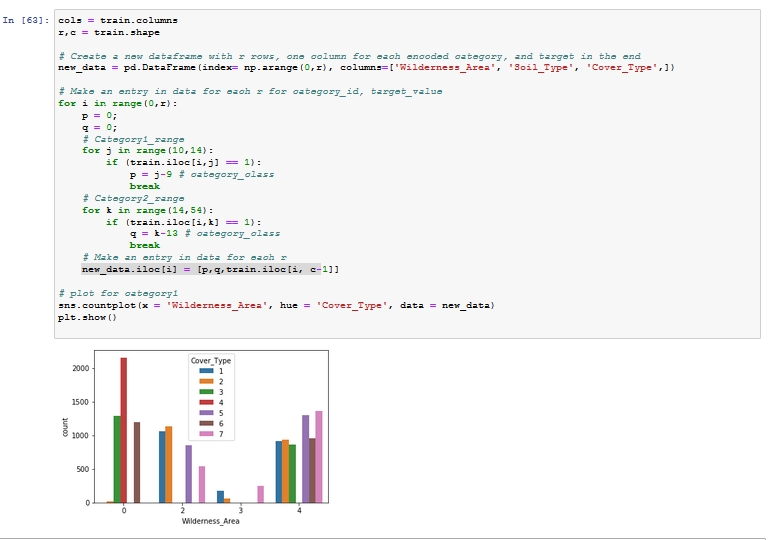 In [63]:
cols = train.columns
r,c = train.shape
# Create a new dataframe with r rows, one column for each encoded category, and target in the end
new_data = pd.DataFrame(index= np.arange(0,r), columns=['Wilderness_Area', 'Soil_Type', 'Cover_Type',])
# Make an entry in data for each r for category_id, target_value
for i in range(0,r):
    p = 0;
    q = 0;
    # Category1_range
    for j in range(10,14):
        if (train.iloc[i,j] == 1):
            p = j-9 # category_class
            break
    # Category2_range
    for k in range(14,54):
        if (train.iloc[i,k] == 1):
            q = k-13 # category_class
            break
    # Make an entry in data for each r
    new_data.iloc[i] = [p,q,train.iloc[i, c-1]]
# plot for category1
sns.countplot(x = 'Wilderness_Area', hue = 'Cover_Type', data = new_data)
plt.show()
Cover_Type
1
2
3
4
5
6
7
2000
1500
1000
500
0
count
0 2 3 4
Wilderness_Area